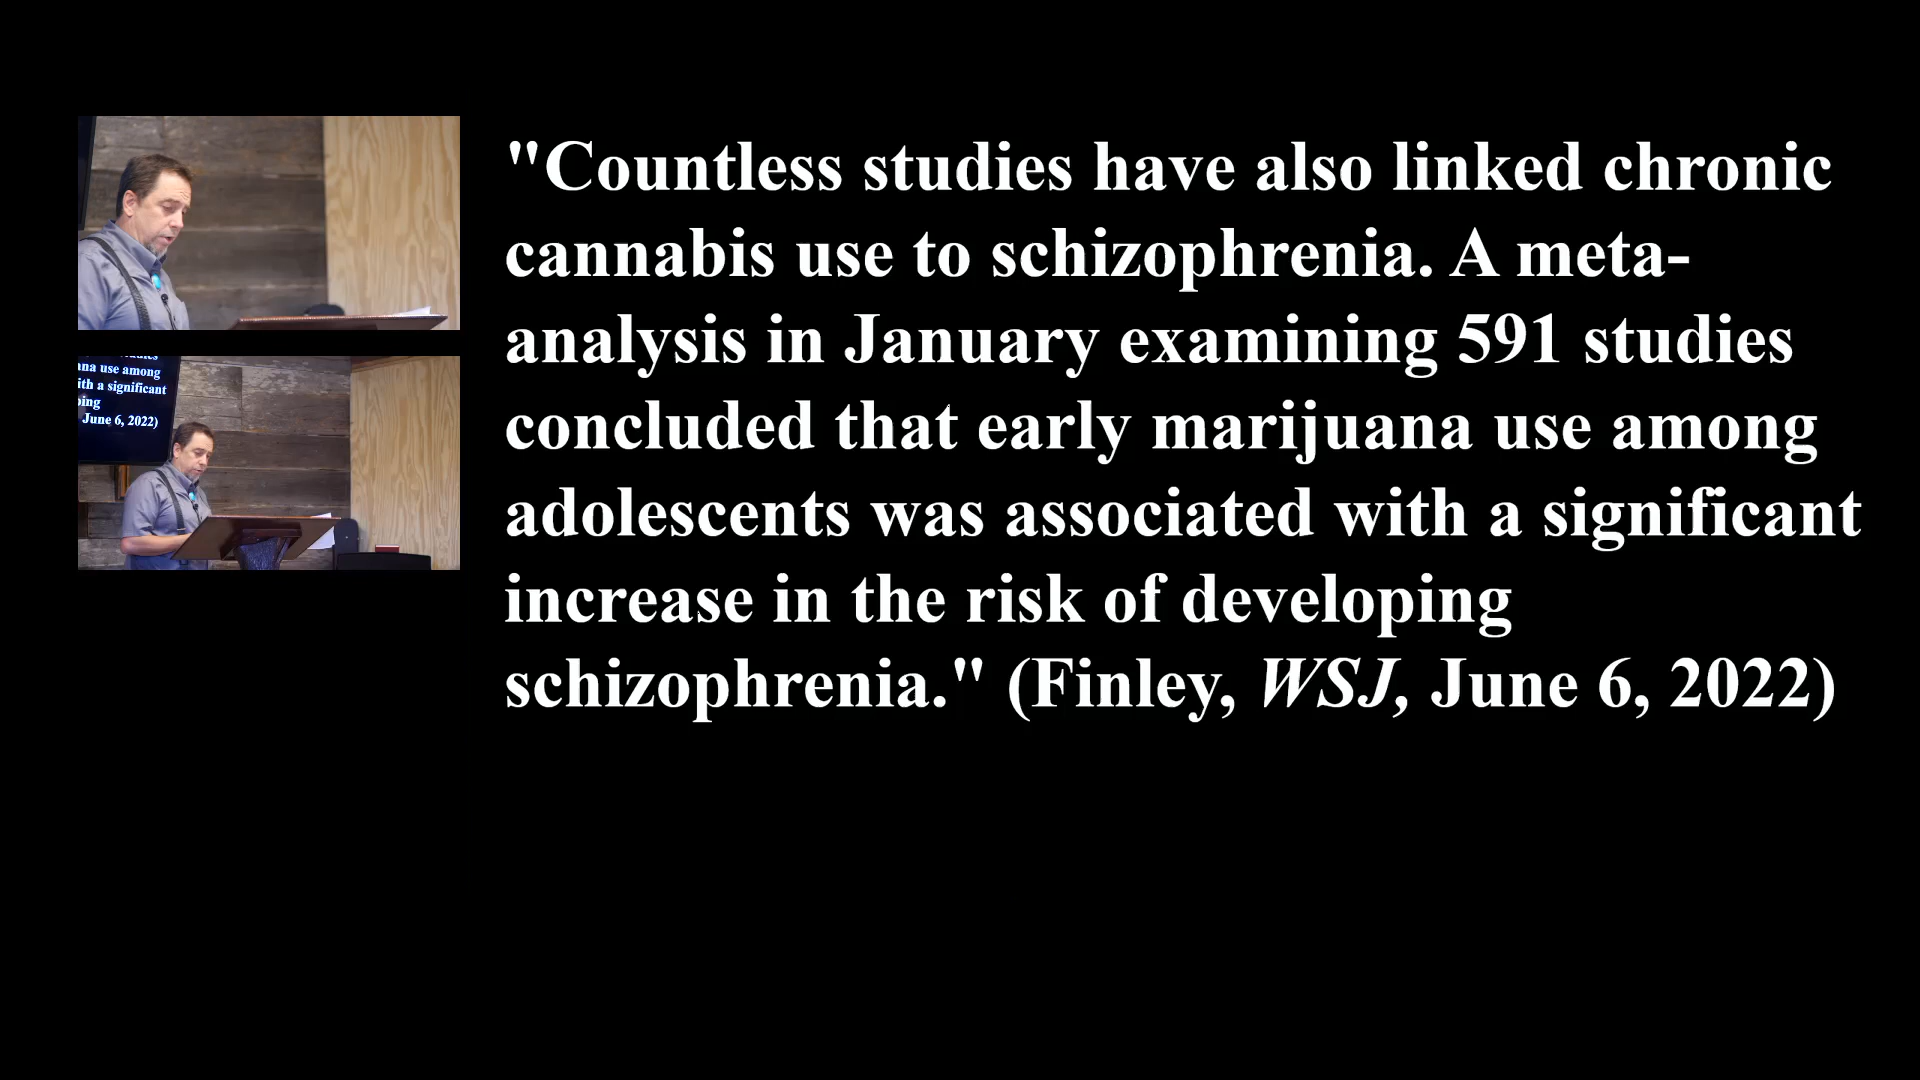 "Countless studies have also linked chronic
cannabis use to schizophrenia. A meta-
analysis in January examining 591 studies
concluded that early marijuana use among
adolescents was associated with a significant
increase in the risk of developing
schizophrenia." (Finley, WSJ, June 6, 2022)
use among
with a significant
June 6, 2022)